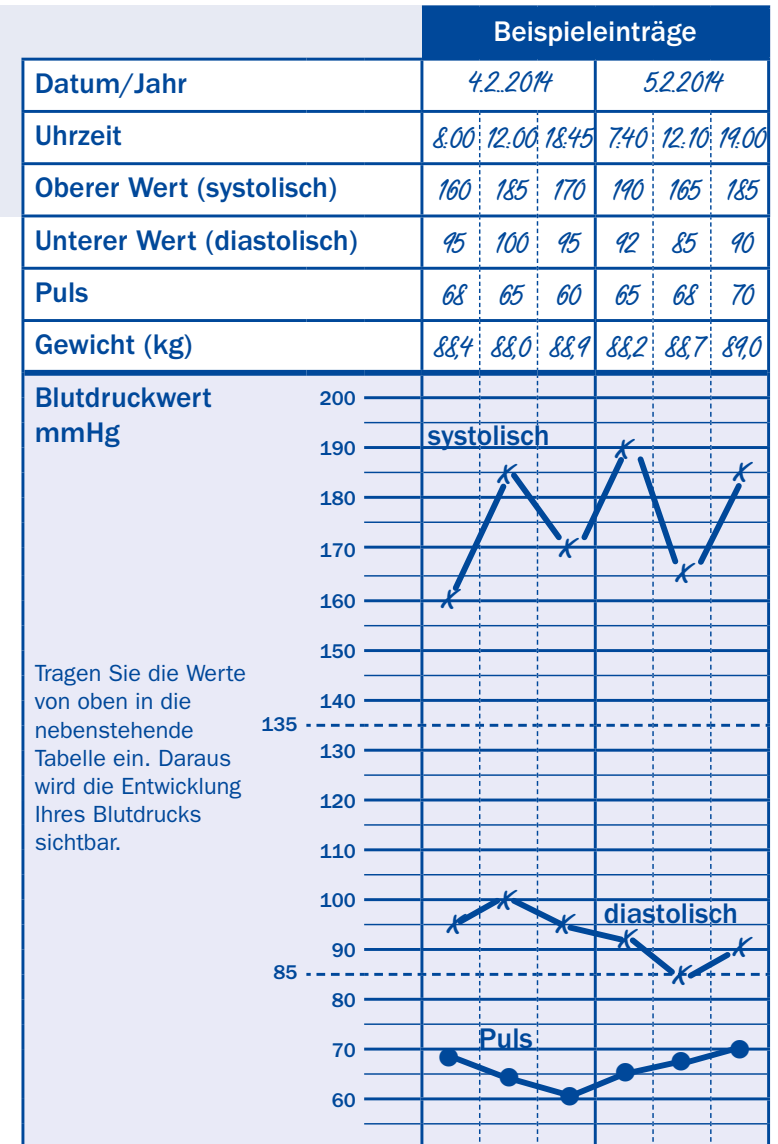 Beispieleinträge
Datum/Jahr 4.2..2014 5.2.2014
Uhrzeit 8:00 12:00 18:45 7:40 12:10 19:00
Oberer Wert (systolisch) 160 185 170 190 165 185
Unterer Wert (diastolisch) 95 100 95 92 85 90
Puls 68 65 60 65 68 70
Gewicht (kg) 88,4 88,0 88,9 88,2 88,7 89,0
Blutdruckwert
mmHg
200
190
180
170
160
150
140
135
130
120
110
100
90
85
80
70
60
systolisch
diastolisch
Puls
Tragen Sie die Werte
von oben in die
nebenstehende
Tabelle ein. Daraus
wird die Entwicklung
Ihres Blutdrucks
sichtbar.